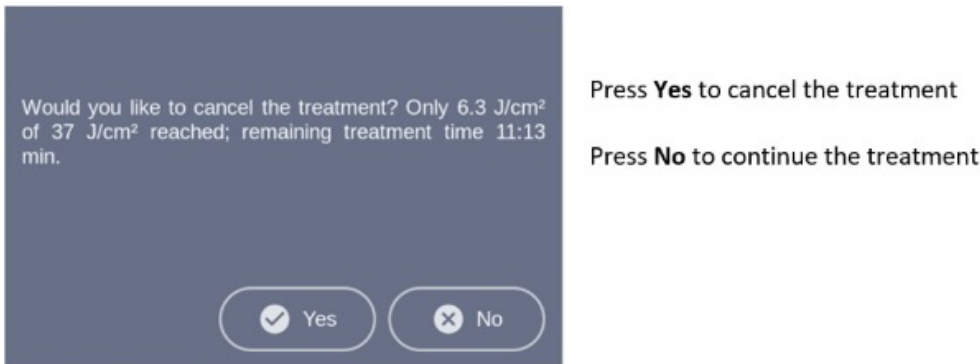 Would you like to cancel the treatment? Only 6.3 J/cm²
of 37 J/cm² reached; remaining treatment time 11:13
min.
Yes
No
Press Yes to cancel the treatment
Press No to continue the treatment